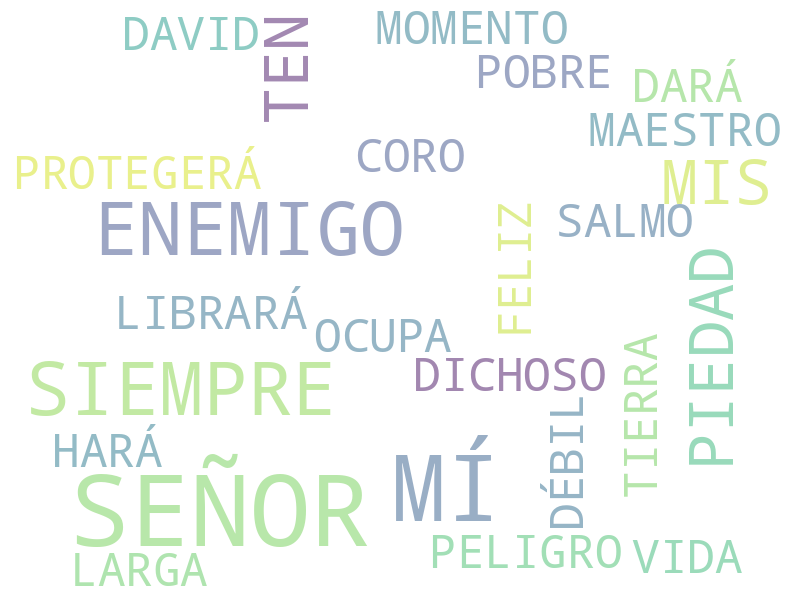 DAVID
TEN
MOMENTO
POBRE
DARÁ
MAESTRO
CORO
PROTEGERÁ
MIS
ENEMIGO
FELIZ
SALMO
PIEDAD
LIBRARÁ
OCUPA
SIEMPRE
DICHOSO
TIERRA
DÉBIL
HARÁ
MÍ
SEÑOR
LARGA
PELIGRO
VIDA